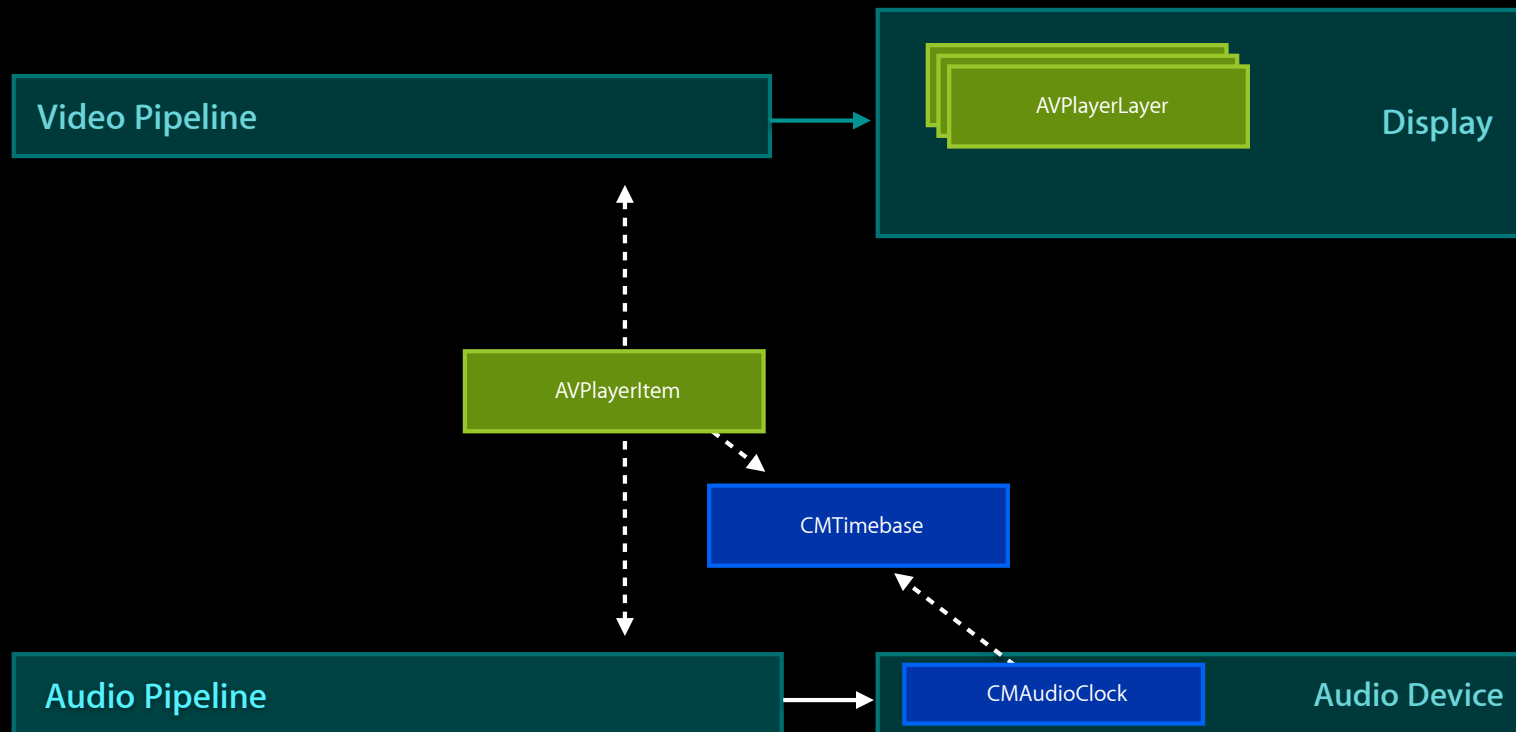 Video Pipeline
AVPlayerLayer
Display
AVPlayerItem
CMTimebase
Audio Pipeline
CMAudioClock
Audio Device